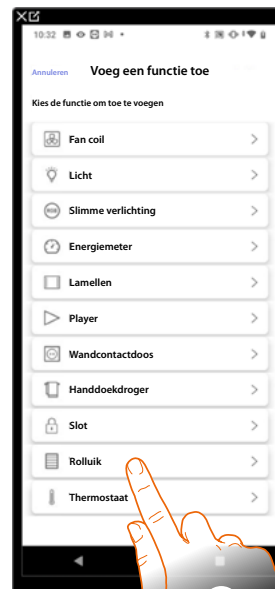 10:32
Annuleren Voeg een functie toe
Kies de functie om toe te voegen
Fan coil
Licht
Slimme verlichting
Energiemeter
Lamellen
Player
Wandcontactdoos
Handdoekdroger
Slot
Rolluik
Thermostaat